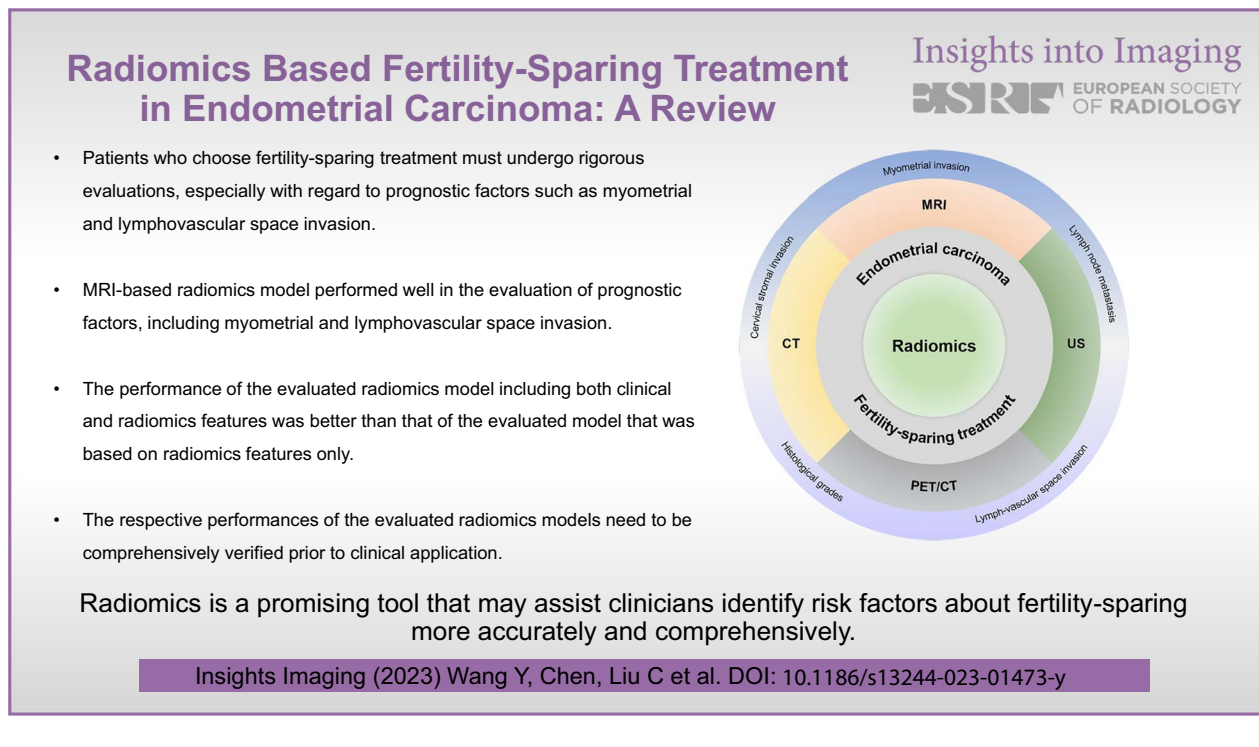 Radiomics Based Fertility-Sparing Treatment
in Endometrial Carcinoma: A Review
Insights into Imaging
ESR
EUROPEAN SOCIETY
OF RADIOLOGY
• Patients who choose fertility-sparing treatment must undergo rigorous
evaluations, especially with regard to prognostic factors such as myometrial
and lymphovascular space invasion.
• MRI-based radiomics model performed well in the evaluation of prognostic
factors, including myometrial and lymphovascular space invasion.
• The performance of the evaluated radiomics model including both clinical
and radiomics features was better than that of the evaluated model that was
based on radiomics features only.
• The respective performances of the evaluated radiomics models need to be
comprehensively verified prior to clinical application.
Myometrial invasion
MRI
Lymph node metastasis
Cervical stromal invasion
Endometrial carcinoma
CT
Radiomics
US
Fertility-sparing treatment
Histological grades
PET/CT
Lymph-vascular space invasion
Radiomics is a promising tool that may assist clinicians identify risk factors about fertility-sparing
more accurately and comprehensively.
Insights Imaging (2023) Wang Y, Chen, Liu C et al. DOI: 10.1186/s13244-023-01473-y